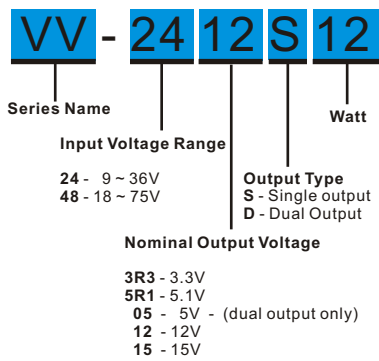 VV - 24 12 S 12
Series Name
Watt
Input Voltage Range
24 - 9 ~ 36V
48 - 18 ~ 75V
Output Type
S - Single output
D - Dual Output
Nominal Output Voltage
3R3 - 3.3V
5R1 - 5.1V
05 - 5V - (dual output only)
12 - 12V
15 - 15V